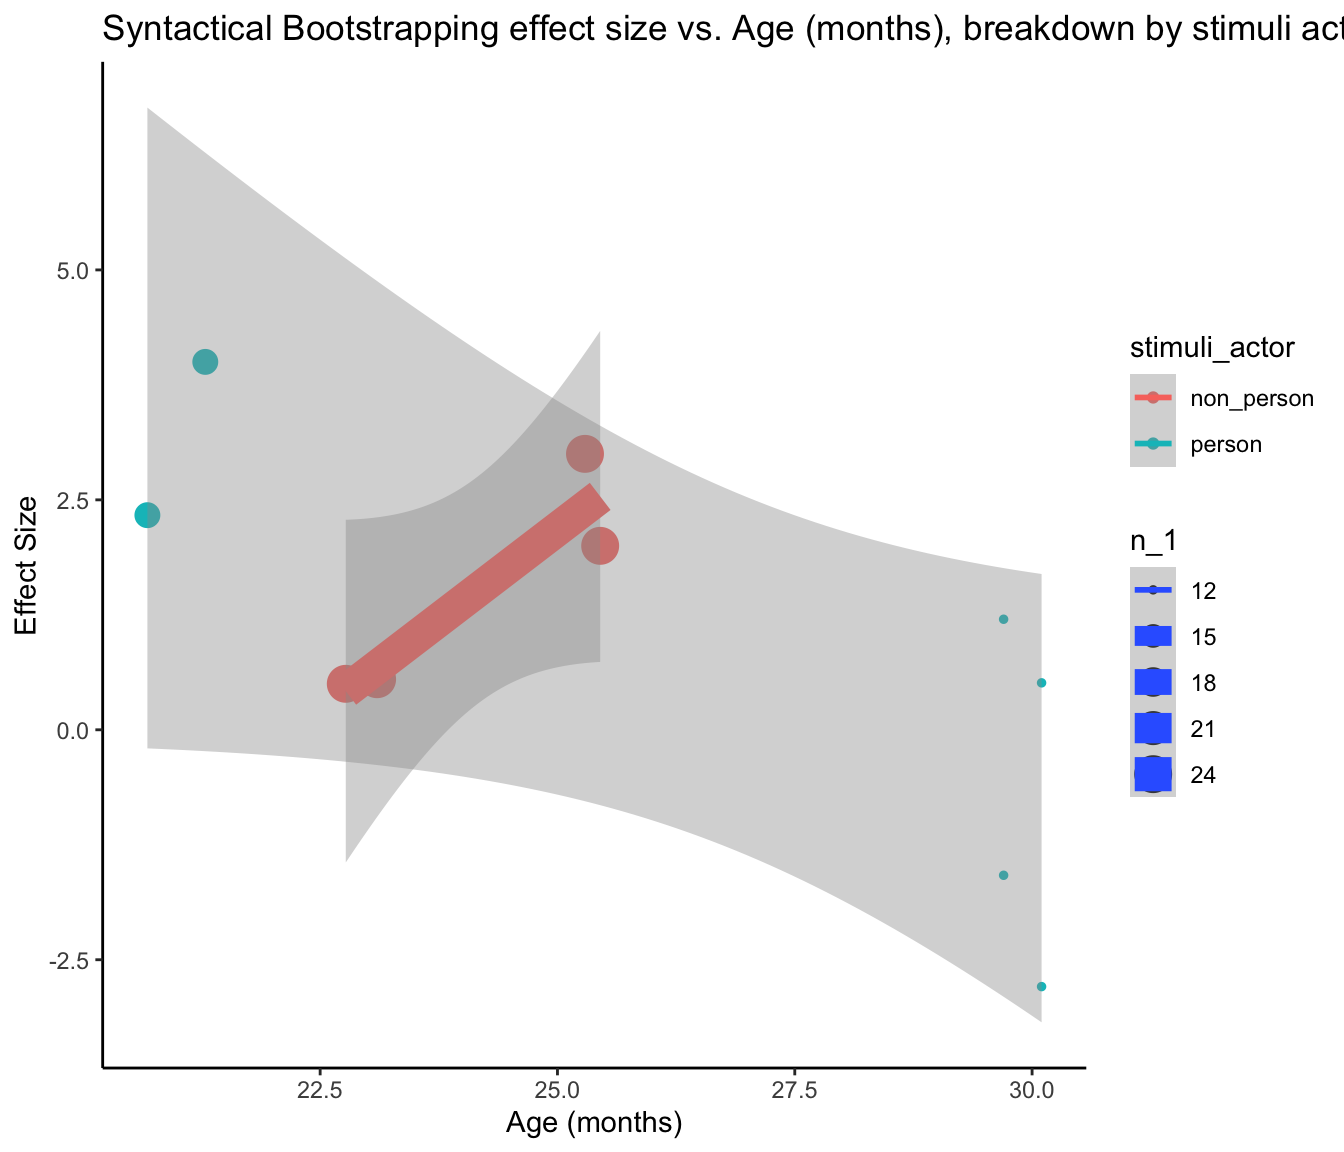 Syntactical Bootstrapping effect size vs. Age (months), breakdown by stimuli
Effect Size
5.0
2.5
0.0
-2.5
22.5
25.0
27.5
30.0
Age (months)
stimuli_actor
non_person
person
n_1
12
15
18
21
24